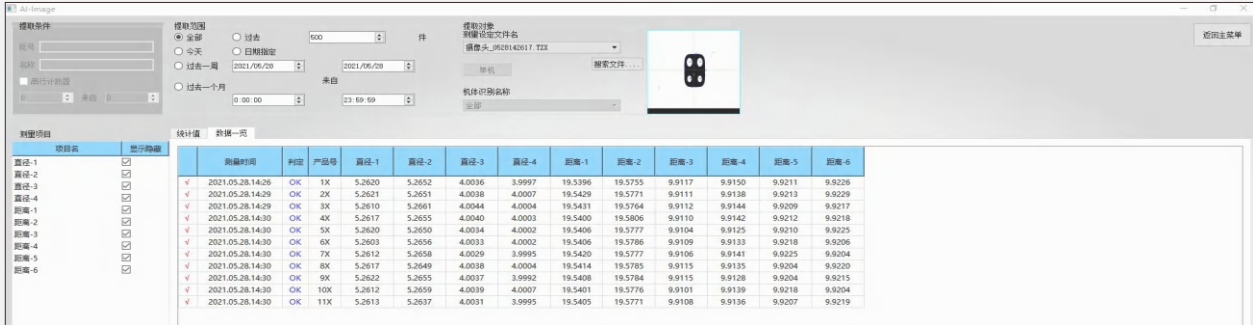 AI-Image
提取条件
批号
名称
串行计数器
0 来自 0
提取范围
全部 过去 500 件
今天 日期指定
过去一周 2021/05/28 2021/05/28
来自
过去一个月
0:00:00 23:59:59
提取对象
测量设定文件名
摄像头_0528142617.TZX
单机 搜索文件....
机体识别名称
全部
返回主菜单
测量项目
项目名 显示隐蔽
直径-1
直径-2
直径-3
直径-4
距离-1
距离-2
距离-3
距离-4
距离-5
距离-6
统计值 数据一览
测量时间 判定 产品号 直径-1 直径-2 直径-3 直径-4 距离-1 距离-2 距离-3 距离-4 距离-5 距离-6
√ 2021.05.28.14:26 OK 1X 5.2620 5.2652 4.0036 3.9997 19.5396 19.5755 9.9117 9.9150 9.9211 9.9226
√ 2021.05.28.14:29 OK 2X 5.2621 5.2651 4.0038 4.0007 19.5429 19.5771 9.9111 9.9138 9.9213 9.9229
√ 2021.05.28.14:29 OK 3X 5.2610 5.2661 4.0044 4.0004 19.5431 19.5764 9.9112 9.9144 9.9209 9.9217
√ 2021.05.28.14:30 OK 4X 5.2617 5.2655 4.0040 4.0003 19.5400 19.5806 9.9110 9.9142 9.9212 9.9218
√ 2021.05.28.14:30 OK 5X 5.2620 5.2650 4.0034 4.0002 19.5406 19.5777 9.9104 9.9125 9.9210 9.9225
√ 2021.05.28.14:30 OK 6X 5.2603 5.2656 4.0033 4.0002 19.5406 19.5786 9.9109 9.9133 9.9218 9.9206
√ 2021.05.28.14:30 OK 7X 5.2612 5.2658 4.0029 3.9995 19.5420 19.5777 9.9106 9.9141 9.9225 9.9204
√ 2021.05.28.14:30 OK 8X 5.2617 5.2649 4.0038 4.0004 19.5414 19.5785 9.9115 9.9135 9.9204 9.9220
√ 2021.05.28.14:30 OK 9X 5.2622 5.2655 4.0037 3.9992 19.5408 19.5784 9.9115 9.9128 9.9204 9.9215
√ 2021.05.28.14:30 OK 10X 5.2612 5.2659 4.0039 4.0007 19.5401 19.5776 9.9101 9.9139 9.9218 9.9204
√ 2021.05.28.14:30 OK 11X 5.2613 5.2637 4.0031 3.9995 19.5405 19.5771 9.9108 9.9136 9.9207 9.9219